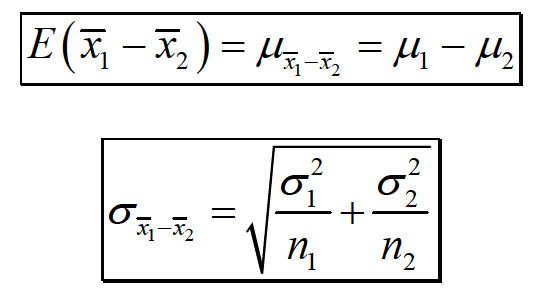 E(x̅₁ − x̅₂) = μ_{x̅₁−x̅₂} = μ₁ − μ₂
σ_{x̅₁−x̅₂} = √(σ₁²/n₁ + σ₂²/n₂)